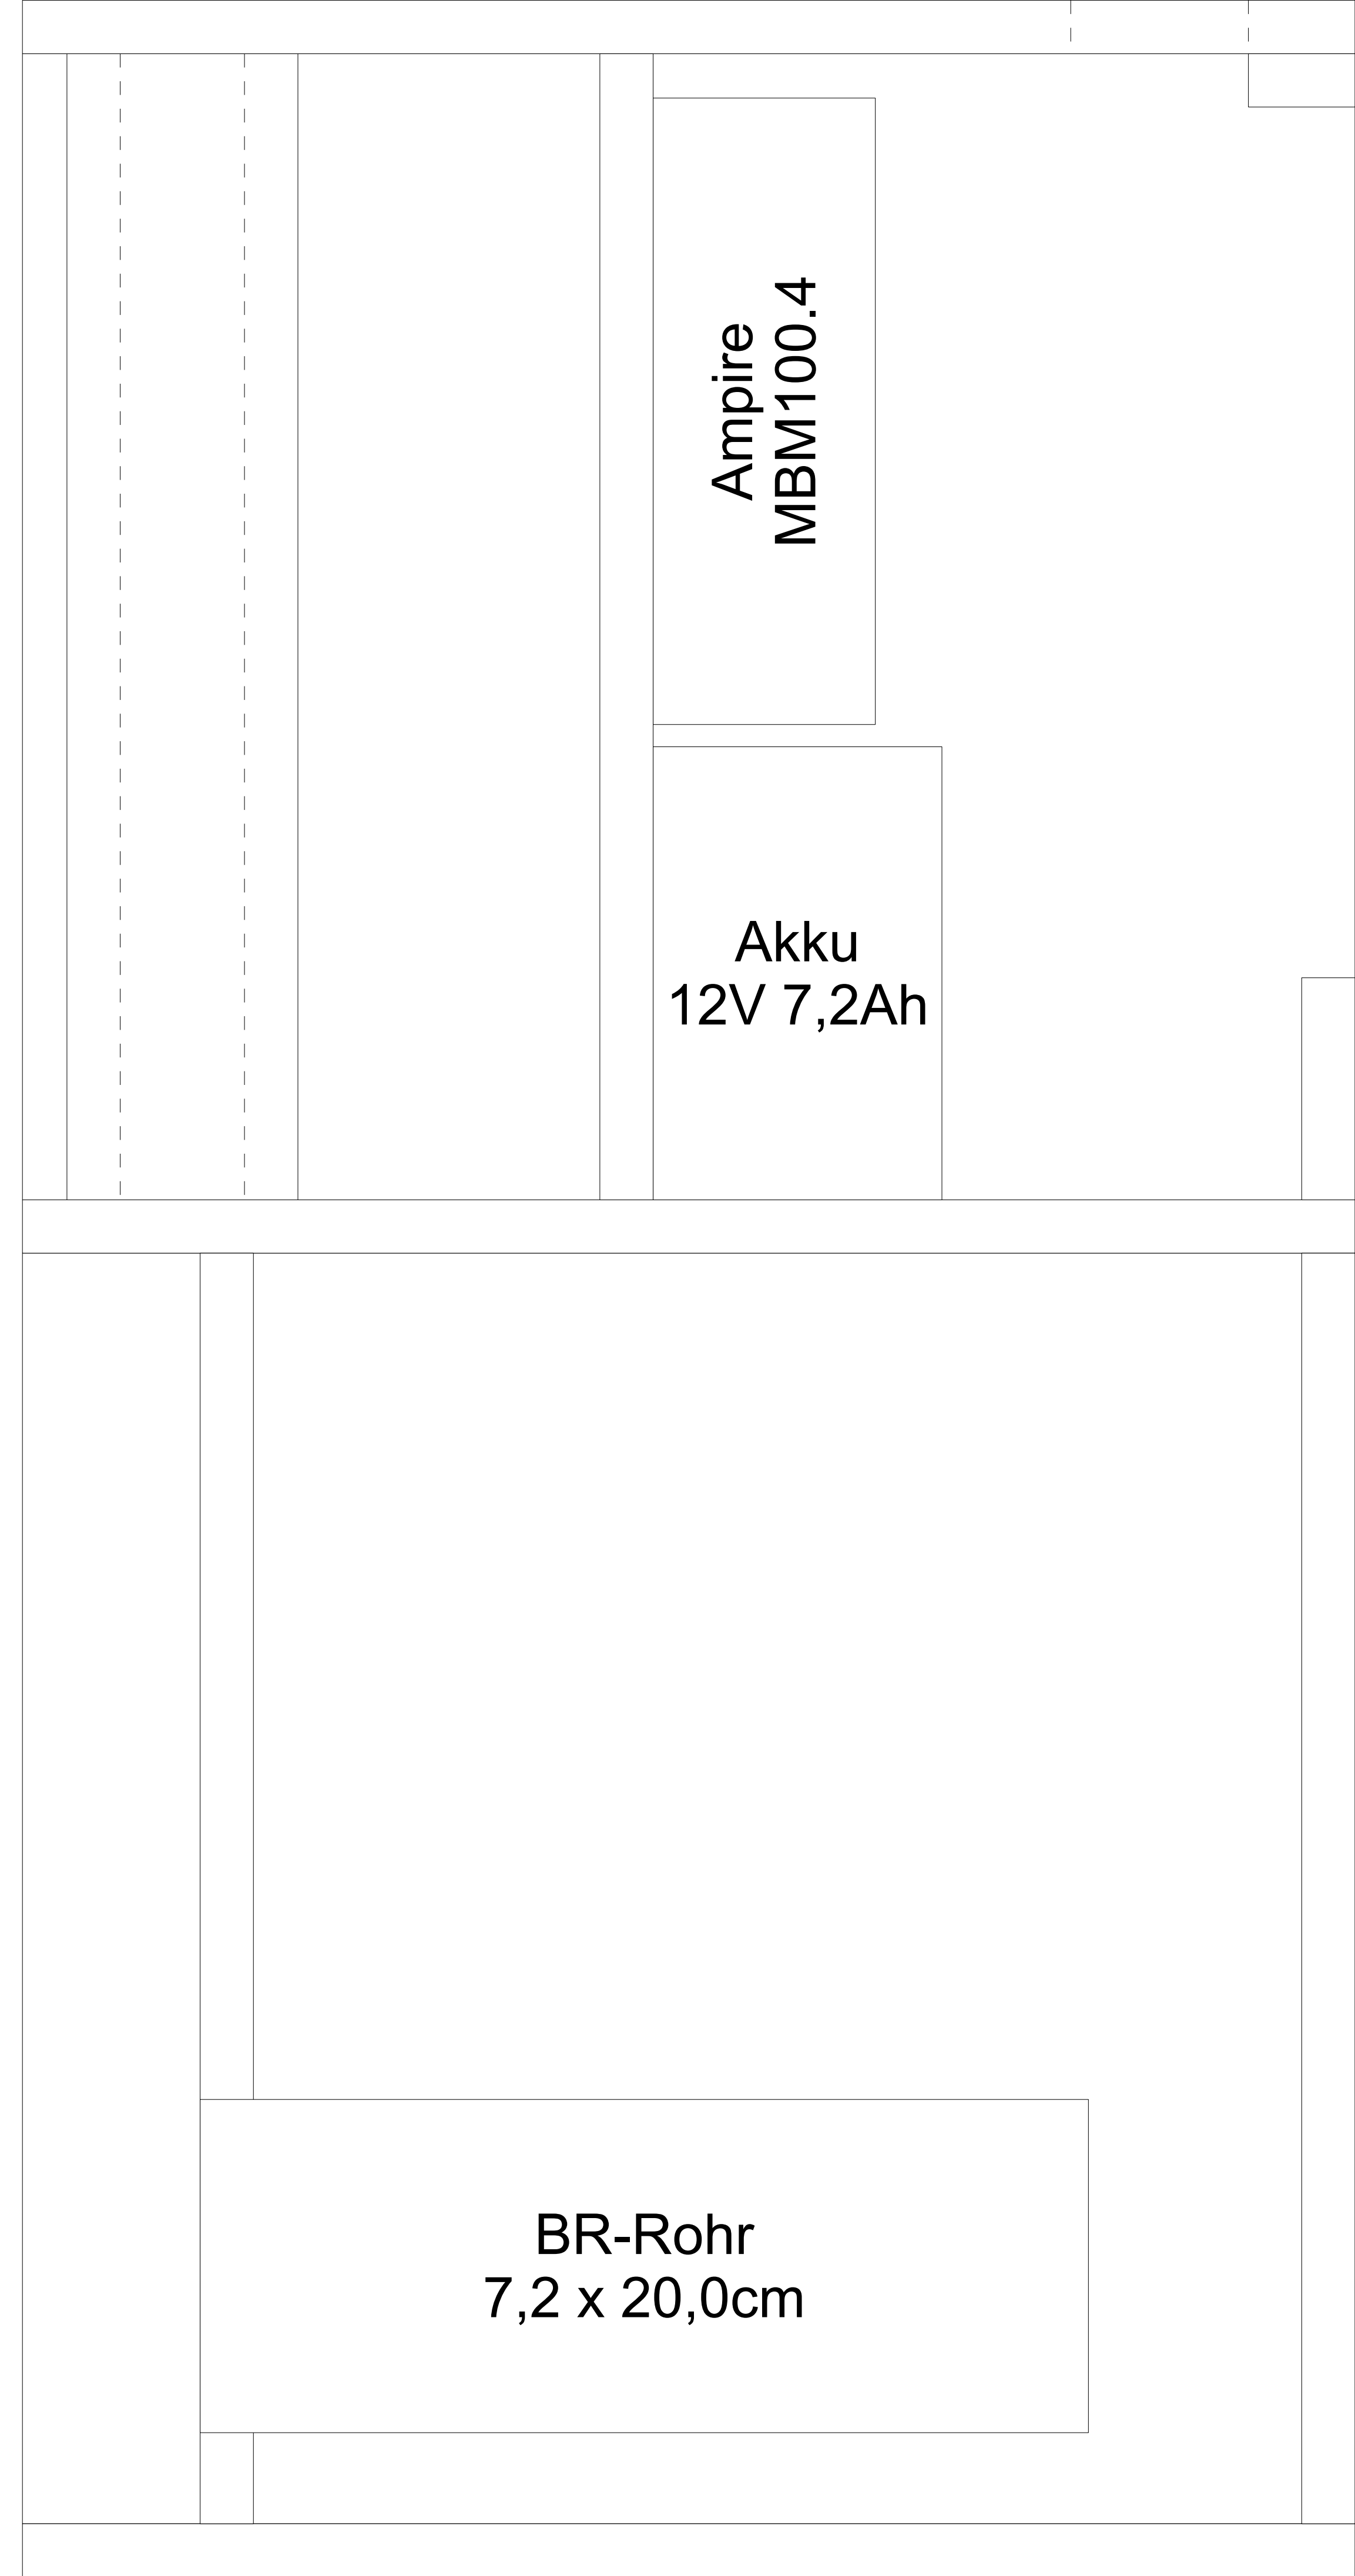 Ampire
MBM100.4
Akku
12V 7,2Ah
BR-Rohr
7,2 x 20,0cm